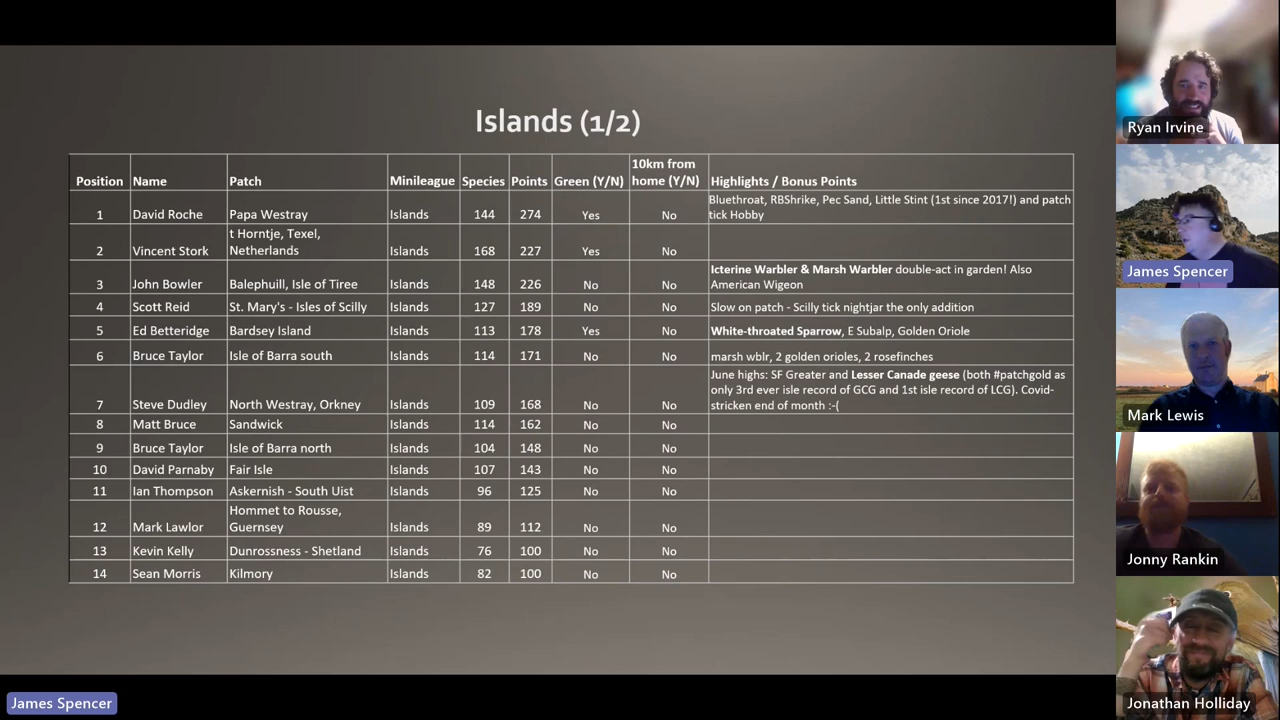 Islands (1/2)
Position Name Patch Minileague Species Points Green (Y/N) 10km from home (Y/N) Highlights / Bonus Points
1 David Roche Papa Westray Islands 144 274 Yes No Bluethroat, RBShrike, Pec Sand, Little Stint (1st since 2017!) and patch
tick Hobby
2 Vincent Stork t Horntje, Texel,
Netherlands Islands 168 227 Yes No
3 John Bowler Balephuill, Isle of Tiree Islands 148 226 No No Icterine Warbler & Marsh Warbler double-act in garden! Also
American Wigeon
4 Scott Reid St. Mary's - Isles of Scilly Islands 127 189 No No Slow on patch - Scilly tick nightjar the only addition
5 Ed Betteridge Bardsey Island Islands 113 178 Yes No White-throated Sparrow, E Subalp, Golden Oriole
6 Bruce Taylor Isle of Barra south Islands 114 171 No No marsh wblr, 2 golden orioles, 2 rosefinches
7 Steve Dudley North Westray, Orkney Islands 109 168 No No June highs: SF Greater and Lesser Canade geese (both #patchgold as
only 3rd ever isle record of GCG and 1st isle record of LCG). Covid-
stricken end of month :-(
8 Matt Bruce Sandwick Islands 114 162 No No
9 Bruce Taylor Isle of Barra north Islands 104 148 No No
10 David Parnaby Fair Isle Islands 107 143 No No
11 Ian Thompson Askernish - South Uist Islands 96 125 No No
12 Mark Lawlor Hommet to Rousse,
Guernsey Islands 89 112 No No
13 Kevin Kelly Dunrossness - Shetland Islands 76 100 No No
14 Sean Morris Kilmory Islands 82 100 No No
Ryan Irvine
James Spencer
Mark Lewis
Jonny Rankin
Jonathan Holliday
James Spencer